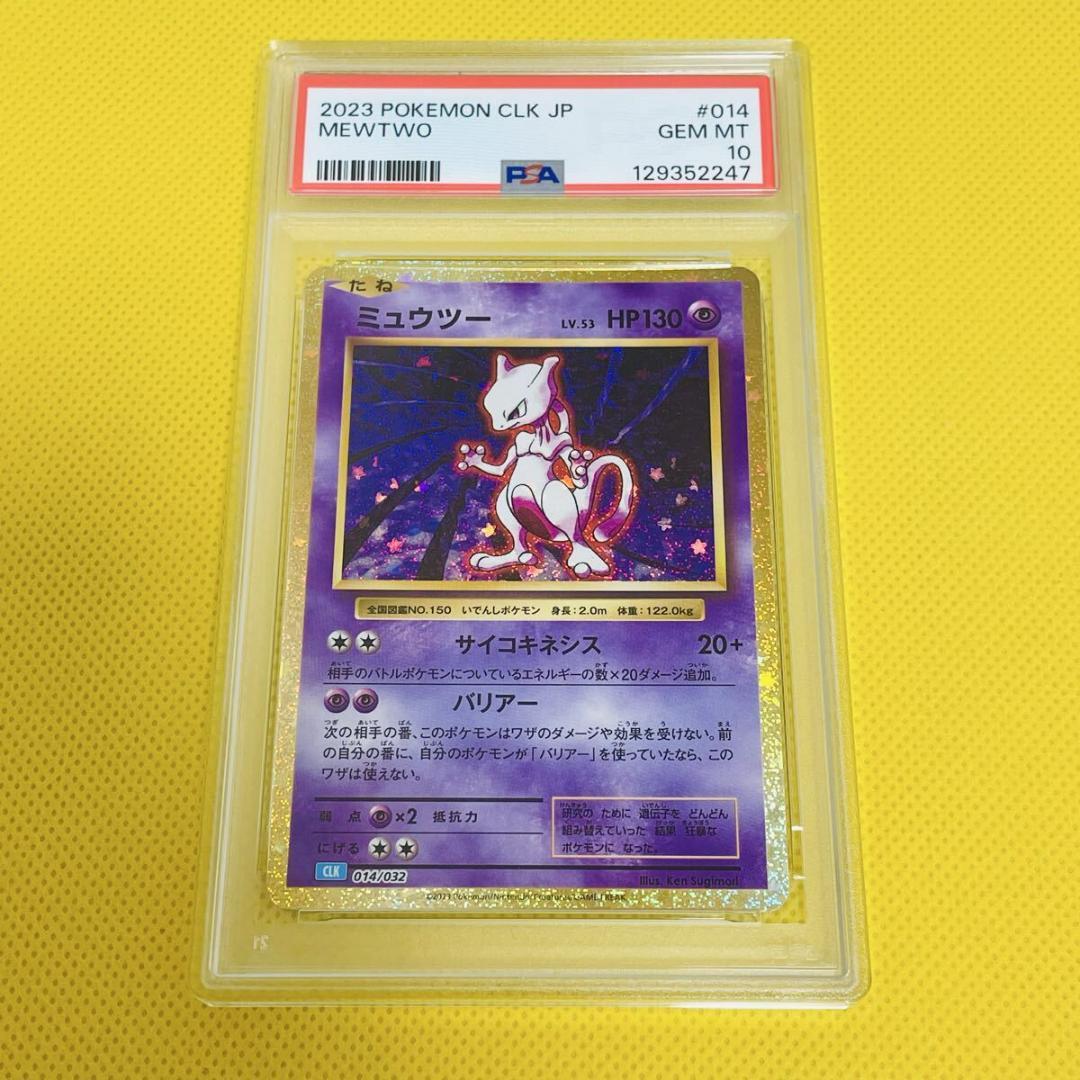 2023 POKEMON CLK JP #014
MEWTWO GEM MT
10
PSA 129352247
たね
ミュウツー LV.53 HP130
全国図鑑NO.150 いでんしポケモン 身長:2.0m 体重:122.0kg
サイコキネシス 20+
相手のバトルポケモンについているエネルギーの数×20ダメージ追加。
バリアー
次の相手の番、このポケモンはワザのダメージや効果を受けない。前
の自分の番に、自分のポケモンが「バリアー」を使っていたなら、この
ワザは使えない。
弱点 ×2 抵抗力
にげる
研究の ために 遺伝子を どんどん
組み替えていった 結果 狂暴な
ポケモンに なった。
CLK 014/032
Illus. Ken Sugimori
©2023 Pokémon/Nintendo/Creatures/GAME FREAK